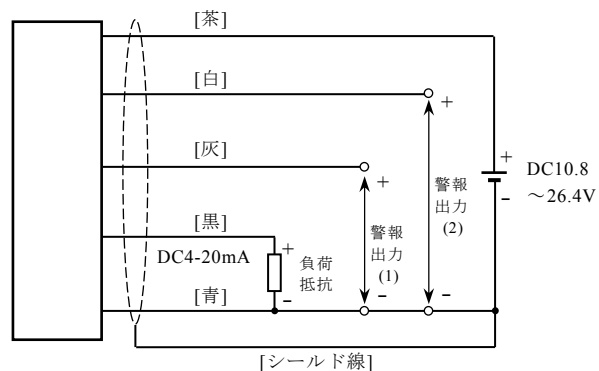 [茶]
[白]
+
[灰]
+
+
DC10.8
～26.4V
-
警報
出力
(2)
[黒]
DC4-20mA
+
負荷
抵抗
-
警報
出力
(1)
-
-
[青]
[シールド線]